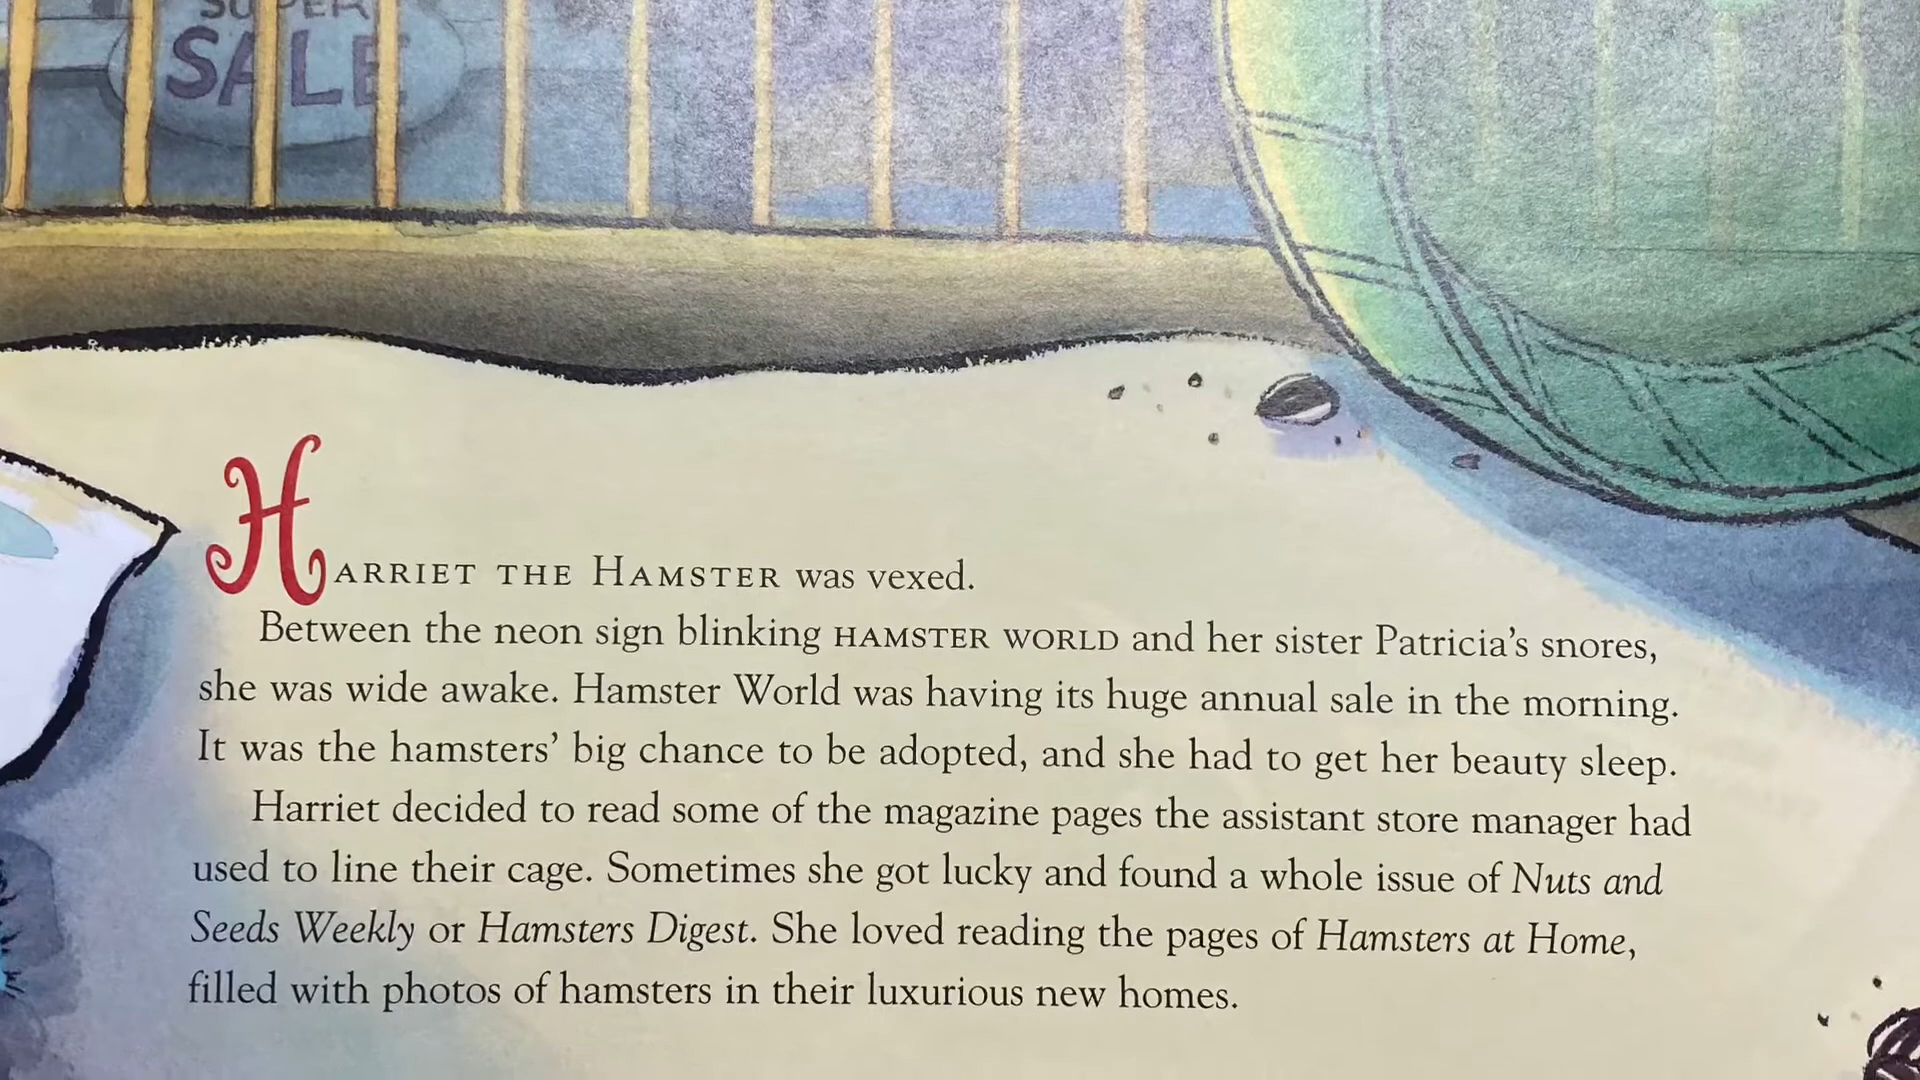 SUPER
SALE
HARRIET THE HAMSTER was vexed.
Between the neon sign blinking HAMSTER WORLD and her sister Patricia's snores,
she was wide awake. Hamster World was having its huge annual sale in the morning.
It was the hamsters' big chance to be adopted, and she had to get her beauty sleep.
Harriet decided to read some of the magazine pages the assistant store manager had
used to line their cage. Sometimes she got lucky and found a whole issue of Nuts and
Seeds Weekly or Hamsters Digest. She loved reading the pages of Hamsters at Home,
filled with photos of hamsters in their luxurious new homes.